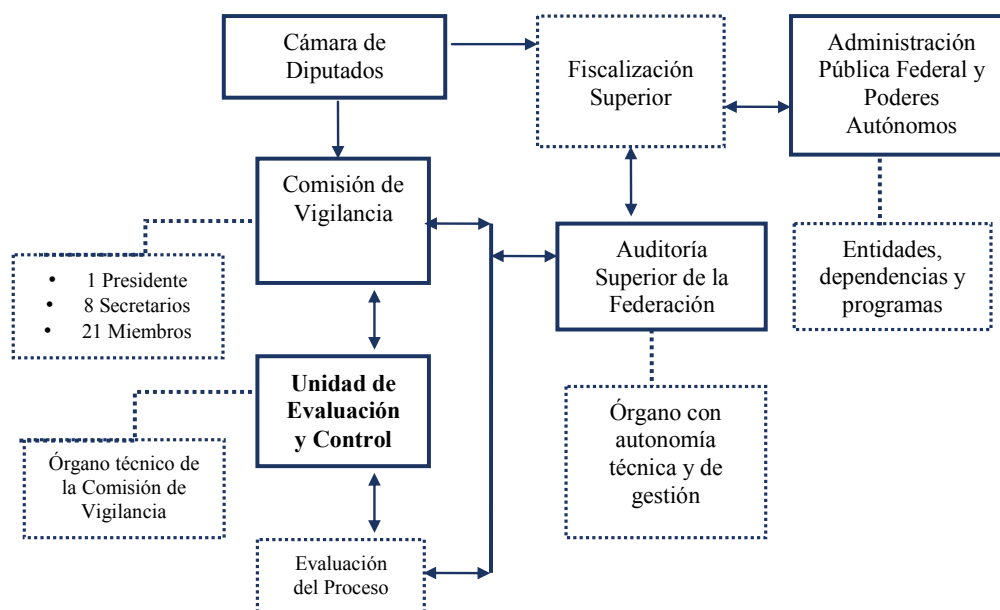 Cámara de
Diputados
Fiscalización
Superior
Administración
Pública Federal y
Poderes
Autónomos
Comisión de
Vigilancia
• 1 Presidente
• 8 Secretarios
• 21 Miembros
Auditoría
Superior de la
Federación
Entidades,
dependencias y
programas
Unidad de
Evaluación
y Control
Órgano técnico de
la Comisión de
Vigilancia
Órgano con
autonomía
técnica y de
gestión
Evaluación
del Proceso